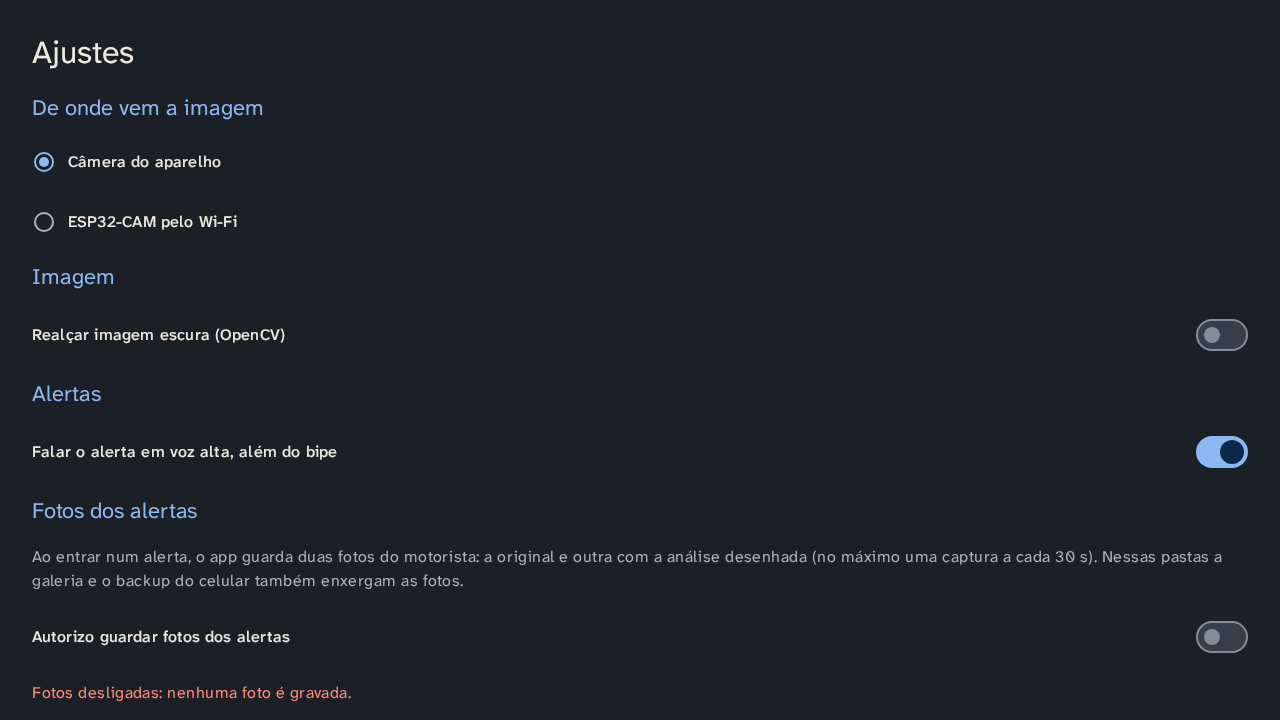 Ajustes
De onde vem a imagem
Câmera do aparelho
ESP32-CAM pelo Wi-Fi
Imagem
Realçar imagem escura (OpenCV)
Alertas
Falar o alerta em voz alta, além do bipe
Fotos dos alertas
Ao entrar num alerta, o app guarda duas fotos do motorista: a original e outra com a análise desenhada (no máximo uma captura a cada 30 s). Nessas pastas a
galeria e o backup do celular também enxergam as fotos.
Autorizo guardar fotos dos alertas
Fotos desligadas: nenhuma foto é gravada.